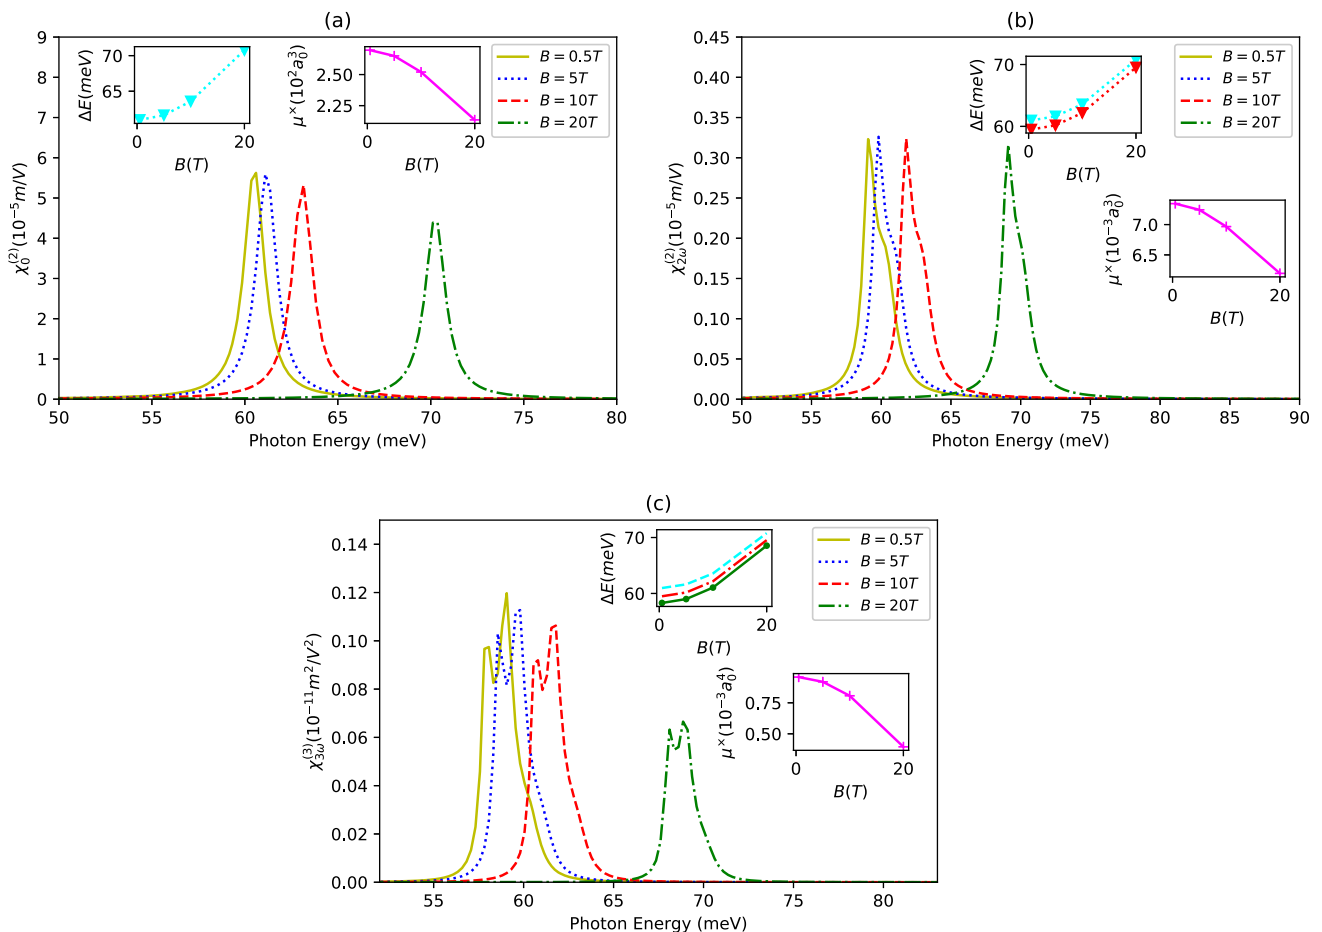 (a)
χ₀⁽²⁾(10⁻⁵m/V)
9
8
7
6
5
4
3
2
1
0
50
55
60
65
70
75
80
Photon Energy (meV)
ΔE(meV)
70
65
0
20
B(T)
μ×(10²a₀³)
2.50
2.25
0
20
B(T)
B = 0.5T
B = 5T
B = 10T
B = 20T
(b)
χ₂ω⁽²⁾(10⁻⁵m/V)
0.45
0.40
0.35
0.30
0.25
0.20
0.15
0.10
0.05
0.00
50
55
60
65
70
75
80
85
90
Photon Energy (meV)
ΔE(meV)
70
60
0
20
B(T)
μ×(10⁻³a₀³)
7.0
6.5
0
20
B(T)
B = 0.5T
B = 5T
B = 10T
B = 20T
(c)
χ₃ω⁽³⁾(10⁻¹¹m²/V²)
0.14
0.12
0.10
0.08
0.06
0.04
0.02
0.00
55
60
65
70
75
80
Photon Energy (meV)
ΔE(meV)
70
60
0
20
B(T)
μ×(10⁻³a₀⁴)
0.75
0.50
0
20
B(T)
B = 0.5T
B = 5T
B = 10T
B = 20T